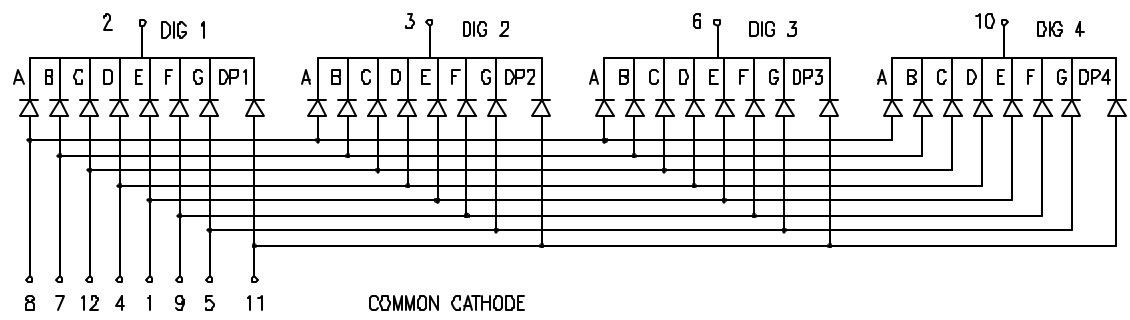 2 DIG 1 3 DIG 2 6 DIG 3 10 DIG 4
A B C D E F G DP1 A B C D E F G DP2 A B C D E F G DP3 A B C D E F G DP4
8 7 12 4 1 9 5 11 COMMON CATHODE